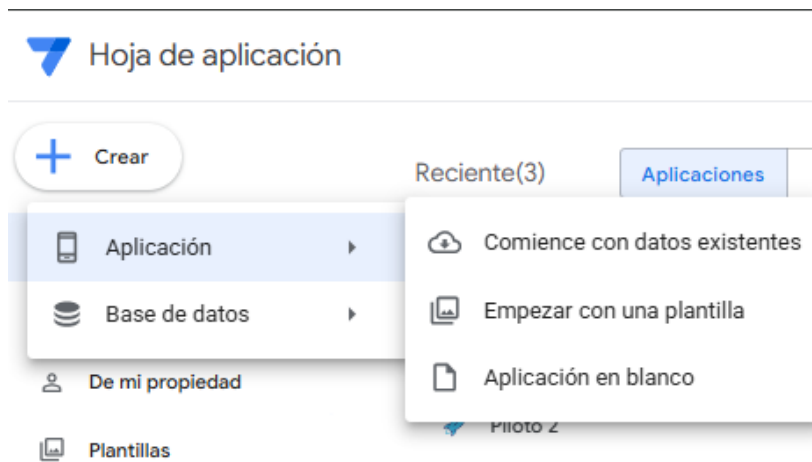 Hoja de aplicación
Crear
Reciente(3)
Aplicaciones
Aplicación
Base de datos
Comience con datos existentes
Empezar con una plantilla
Aplicación en blanco
De mi propiedad
Piloto 2
Plantillas